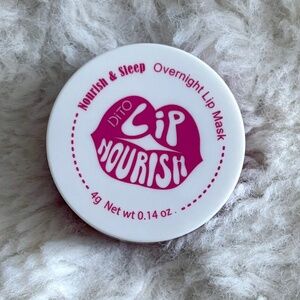 Nourish & Sleep Overnight Lip Mask
DiTO
LiP
NOURiSH
4g Net wt 0.14 oz.